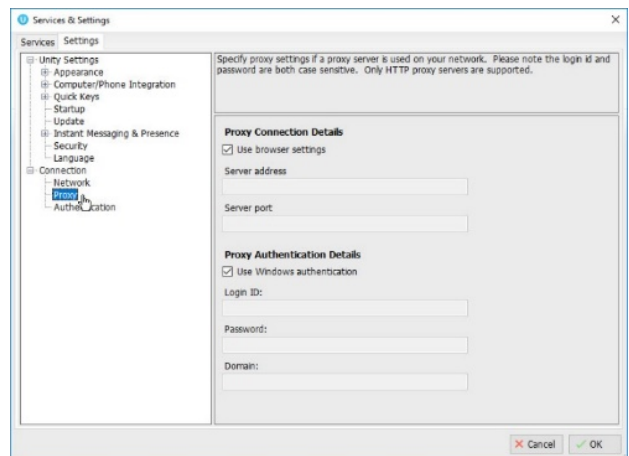 Services & Settings
Services
Settings
Unity Settings
Appearance
Computer/Phone Integration
Quick Keys
Startup
Update
Instant Messaging & Presence
Security
Language
Connection
Network
Proxy
Authentication
Specify proxy settings if a proxy server is used on your network. Please note the login id and
password are both case sensitive. Only HTTP proxy servers are supported.
Proxy Connection Details
Use browser settings
Server address
Server port
Proxy Authentication Details
Use Windows authentication
Login ID:
Password:
Domain:
Cancel
OK